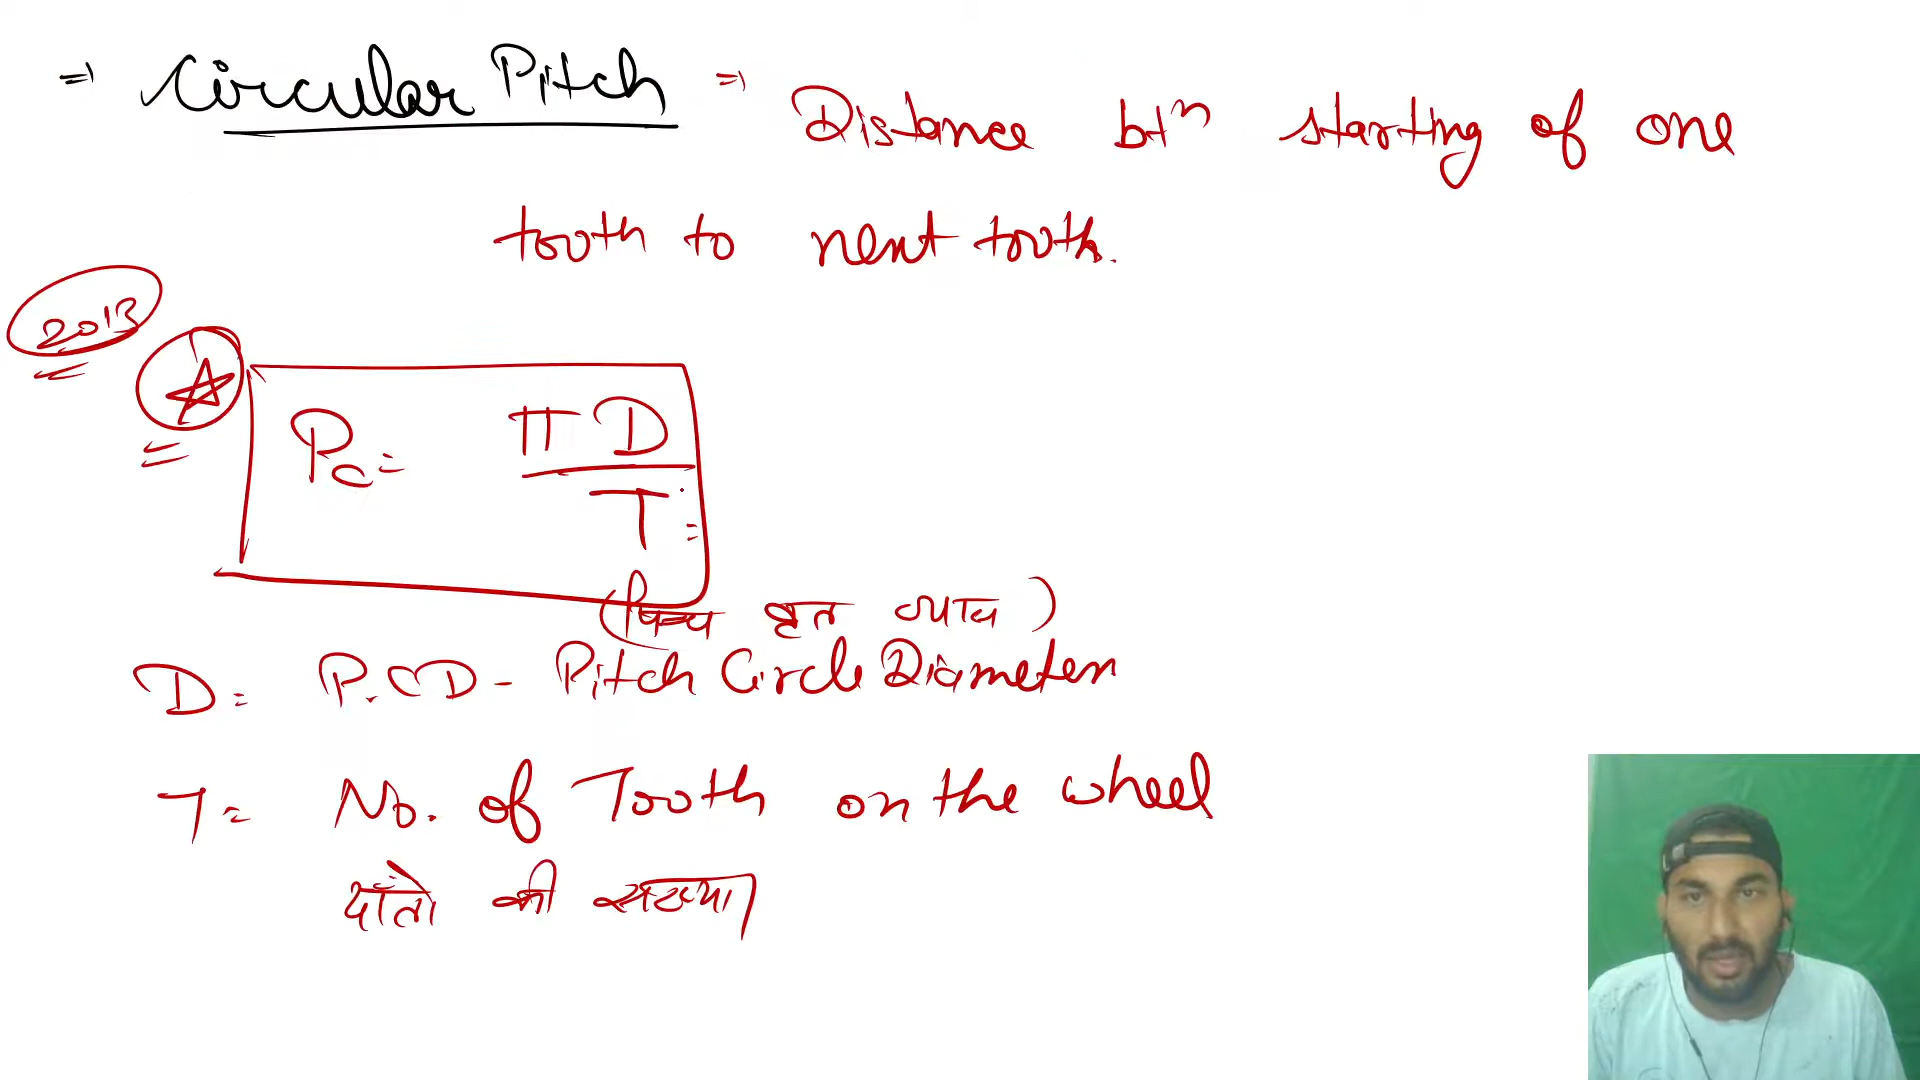 ⇒ Circular Pitch ⇒ Distance btn starting of one
tooth to next tooth.
2013
Pc = π D / T
(पिच वृत व्यास)
D = P.CD - Pitch Circle Diameter
T = No. of Tooth on the wheel
दाँतो की संख्या